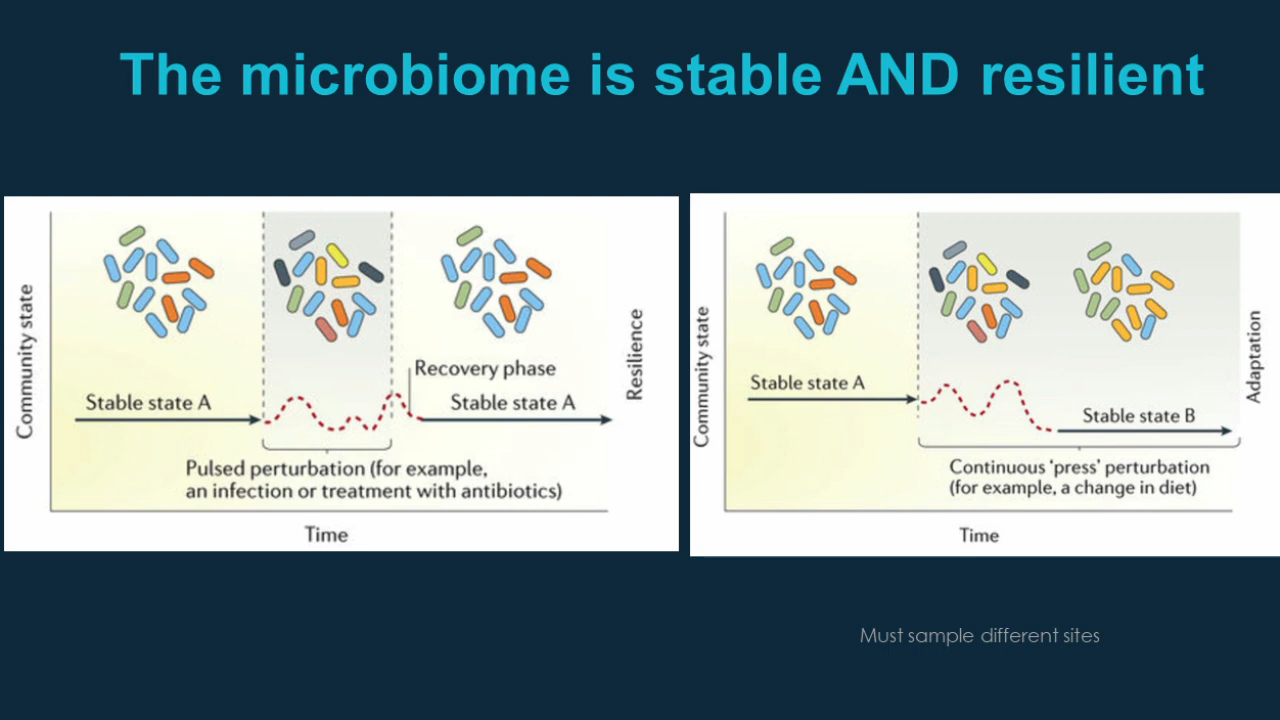 The microbiome is stable AND resilient
Community state
Stable state A
Recovery phase
Stable state A
Pulsed perturbation (for example,
an infection or treatment with antibiotics)
Time
Resilience
Community state
Stable state A
Stable state B
Continuous ‘press’ perturbation
(for example, a change in diet)
Time
Adaptation
Must sample different sites